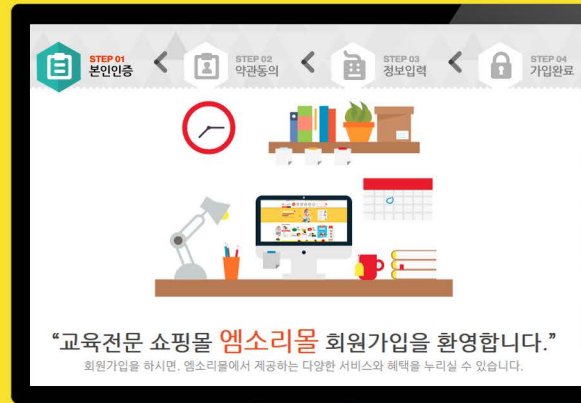 STEP 01
본인인증
STEP 02
약관동의
STEP 03
정보입력
STEP 04
가입완료
“교육전문 쇼핑몰 엠소리몰 회원가입을 환영합니다.”
회원가입을 하시면. 엠소리몰에서 제공하는 다양한 서비스와 혜택을 누리실 수 있습니다.